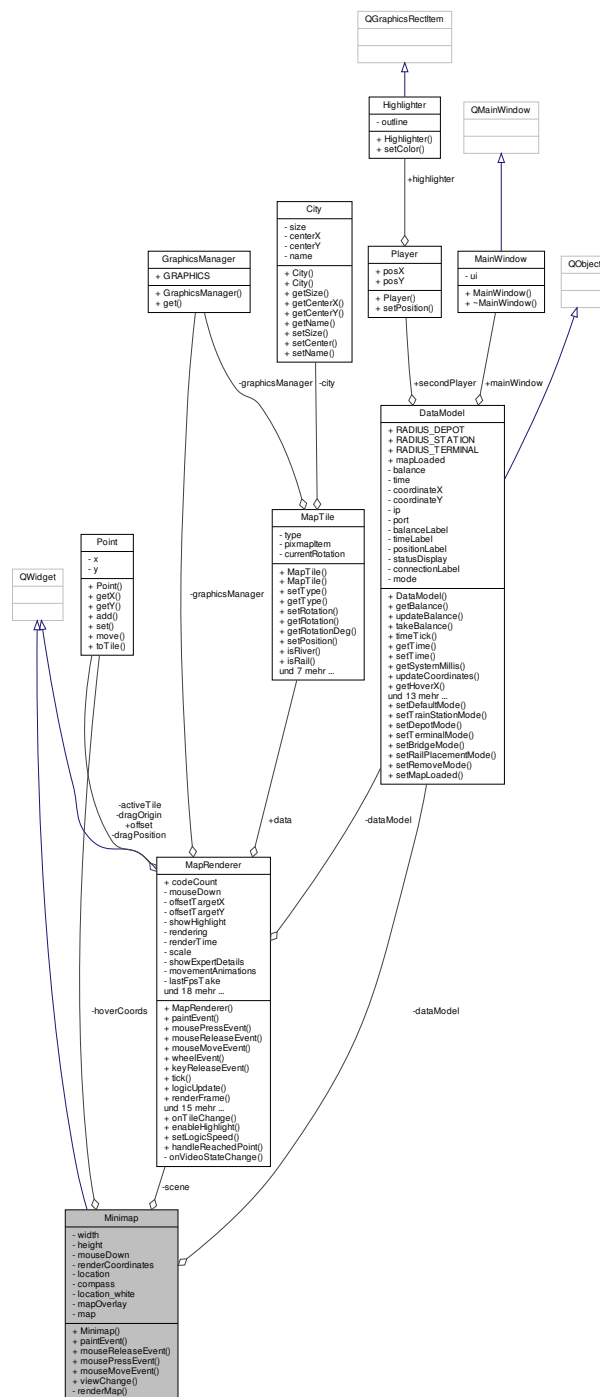 QGraphicsRectItem
Highlighter
- outline
+ Highlighter()
+ setColor()
QMainWindow
+highlighter
City
- size
- centerX
- centerY
- name
+ City()
+ City()
+ getSize()
+ getCenterX()
+ getCenterY()
+ getName()
+ setSize()
+ setCenter()
+ setName()
GraphicsManager
+ GRAPHICS
+ GraphicsManager()
+ get()
Player
+ posX
+ posY
+ Player()
+ setPosition()
MainWindow
- ui
+ MainWindow()
+ ~MainWindow()
QObject
-graphicsManager
-city
+secondPlayer
+mainWindow
DataModel
+ RADIUS_DEPOT
+ RADIUS_STATION
+ RADIUS_TERMINAL
+ mapLoaded
- balance
- time
- coordinateX
- coordinateY
- ip
- port
- balanceLabel
- timeLabel
- positionLabel
- statusDisplay
- connectionLabel
- mode
+ DataModel()
+ getBalance()
+ updateBalance()
+ takeBalance()
+ timeTick()
+ getTime()
+ setTime()
+ getSystemMillis()
+ updateCoordinates()
+ getHoverX()
und 13 mehr ...
+ setDefaultMode()
+ setTrainStationMode()
+ setDepotMode()
+ setTerminalMode()
+ setBridgeMode()
+ setRailPlacementMode()
+ setRemoveMode()
+ setMapLoaded()
MapTile
- type
- pixmapItem
- currentRotation
+ MapTile()
+ MapTile()
+ setType()
+ getType()
+ setRotation()
+ getRotation()
+ getRotationDeg()
+ setPosition()
+ isRiver()
+ isRail()
und 7 mehr ...
Point
- x
- y
+ Point()
+ getX()
+ getY()
+ add()
+ set()
+ move()
+ toTile()
QWidget
-graphicsManager
-activeTile
-dragOrigin
+offset
-dragPosition
+data
-dataModel
MapRenderer
+ codeCount
- mouseDown
- offsetTargetX
- offsetTargetY
- showHighlight
- rendering
- renderTime
- scale
- showExpertDetails
- movementAnimations
- lastFpsTake
und 18 mehr ...
+ MapRenderer()
+ paintEvent()
+ mousePressEvent()
+ mouseReleaseEvent()
+ mouseMoveEvent()
+ wheelEvent()
+ keyReleaseEvent()
+ tick()
+ logicUpdate()
+ renderFrame()
und 15 mehr ...
+ onTileChange()
+ enableHighlight()
+ setLogicSpeed()
+ handleReachedPoint()
- onVideoStateChange()
-hoverCoords
-dataModel
-scene
Minimap
- width
- height
- mouseDown
- renderCoordinates
- location
- compass
- location_white
- mapOverlay
- map
+ Minimap()
+ paintEvent()
+ mouseReleaseEvent()
+ mousePressEvent()
+ mouseMoveEvent()
+ viewChange()
- renderMap()